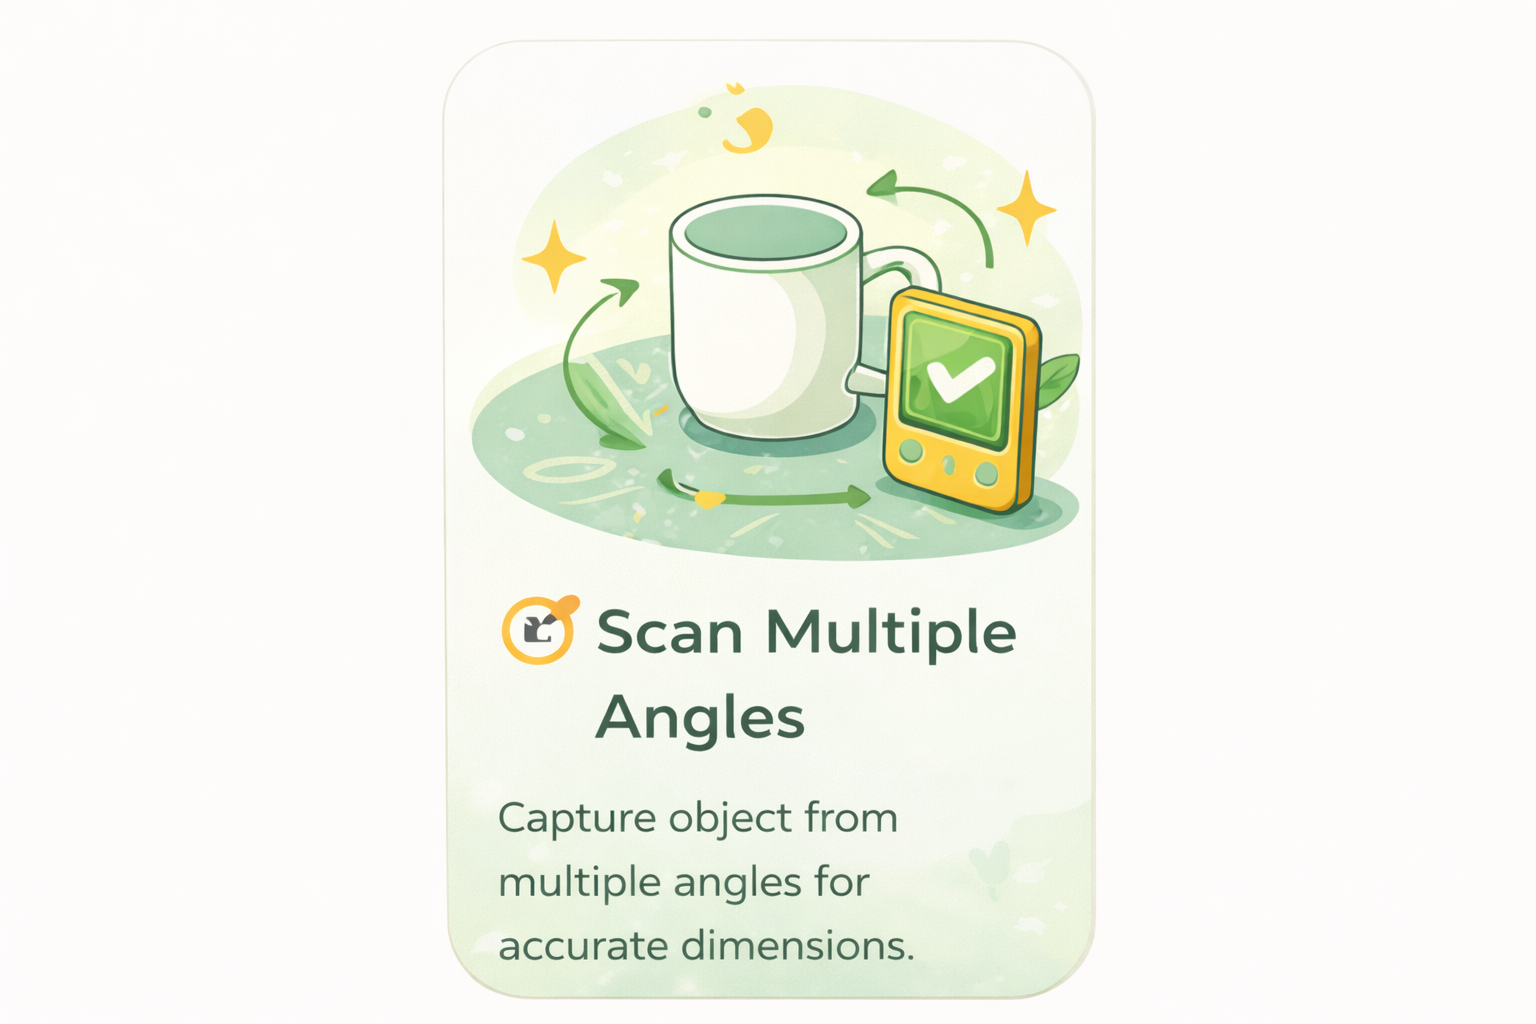 Scan Multiple
Angles
Capture object from
multiple angles for
accurate dimensions.